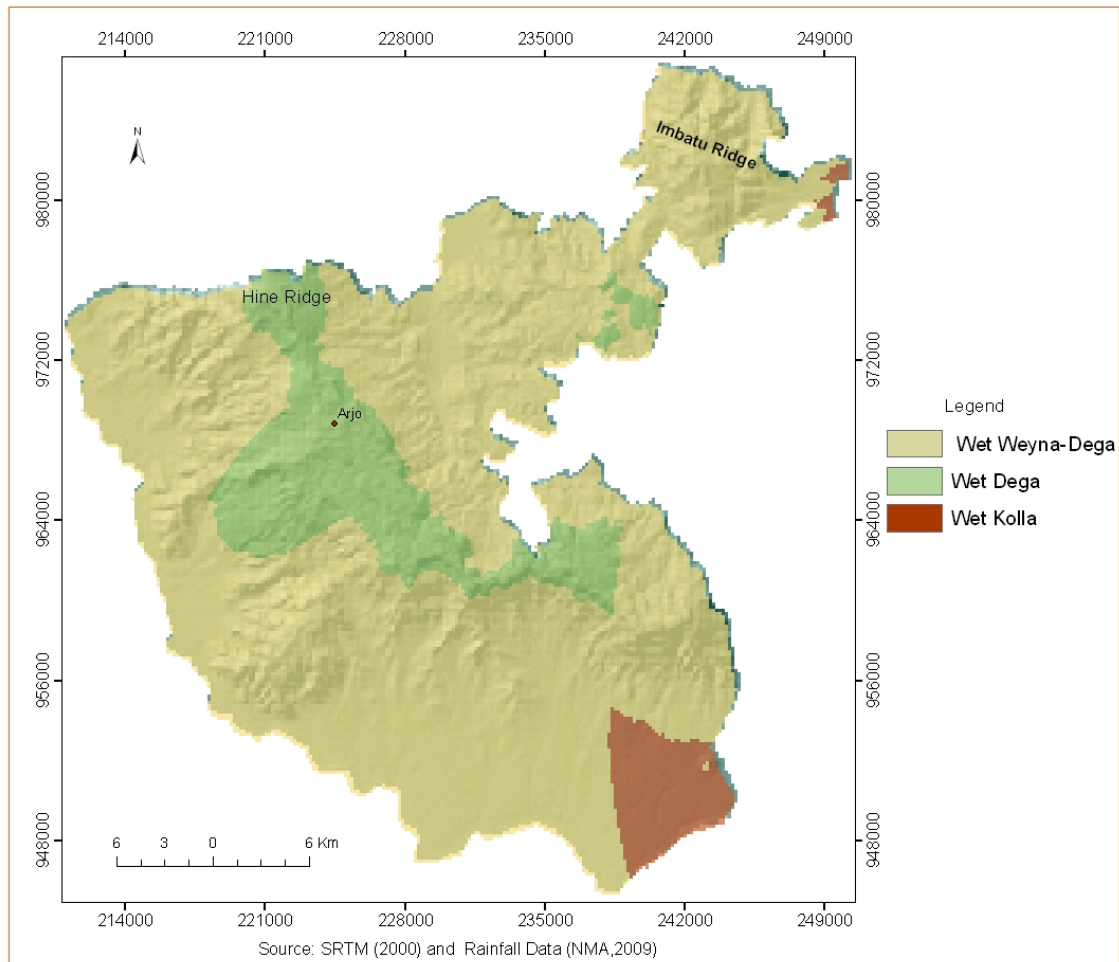 214000 221000 228000 235000 242000 249000
N
Imbatu Ridge
980000 980000
Hine Ridge
972000 972000
Arjo
Legend
Wet Weyna-Dega
Wet Dega
Wet Kolla
964000 964000
956000 956000
948000 948000
6 3 0 6 Km
214000 221000 228000 235000 242000 249000
Source: SRTM (2000) and Rainfall Data (NMA,2009)